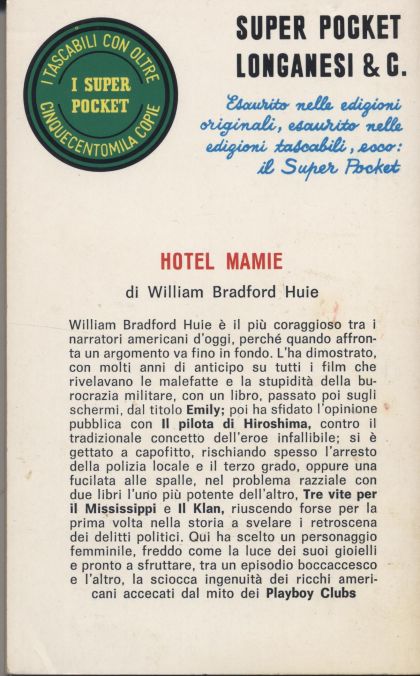 I TASCABILI CON OLTRE
I SUPER
POCKET
CINQUECENTOMILA COPIE
SUPER POCKET
LONGANESI & C.
Esaurito nelle edizioni
originali, esaurito nelle
edizioni tascabili, ecco:
il Super Pocket
HOTEL MAMIE
di William Bradford Huie
William Bradford Huie è il più coraggioso tra i
narratori americani d'oggi, perché quando affron-
ta un argomento va fino in fondo. L'ha dimostrato,
con molti anni di anticipo su tutti i film che
rivelavano le malefatte e la stupidità della bu-
rocrazia militare, con un libro, passato poi sugli
schermi, dal titolo Emily; poi ha sfidato l'opinione
pubblica con Il pilota di Hiroshima, contro il
tradizionale concetto dell'eroe infallibile; si è
gettato a capofitto, rischiando spesso l'arresto
della polizia locale e il terzo grado, oppure una
fucilata alle spalle, nel problema razziale con
due libri l'uno più potente dell'altro, Tre vite per
il Mississippi e Il Klan, riuscendo forse per la
prima volta nella storia a svelare i retroscena
dei delitti politici. Qui ha scelto un personaggio
femminile, freddo come la luce dei suoi gioielli
e pronto a sfruttare, tra un episodio boccaccesco
e l'altro, la sciocca ingenuità dei ricchi ameri-
cani accecati dal mito dei Playboy Clubs